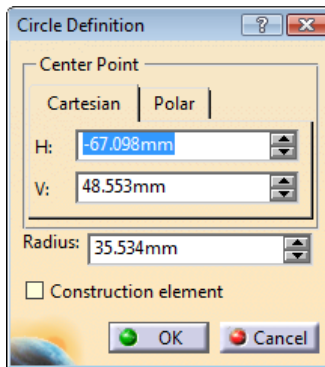 Circle Definition
Center Point
Cartesian Polar
H: -67.098mm
V: 48.553mm
Radius: 35.534mm
Construction element
OK Cancel